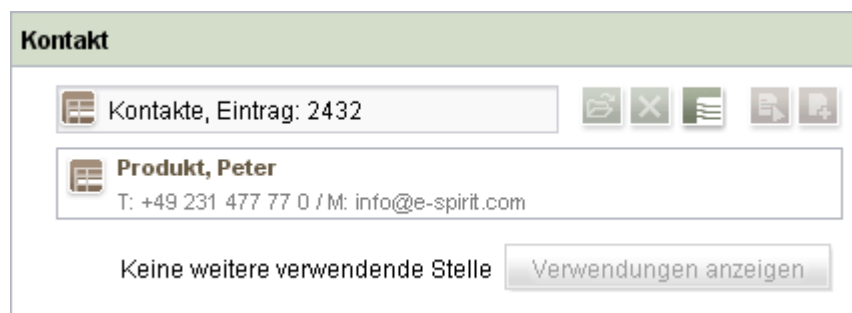 Kontakt
Kontakte, Eintrag: 2432
Produkt, Peter
T: +49 231 477 77 0 / M: info@e-spirit.com
Keine weitere verwendende Stelle Verwendungen anzeigen